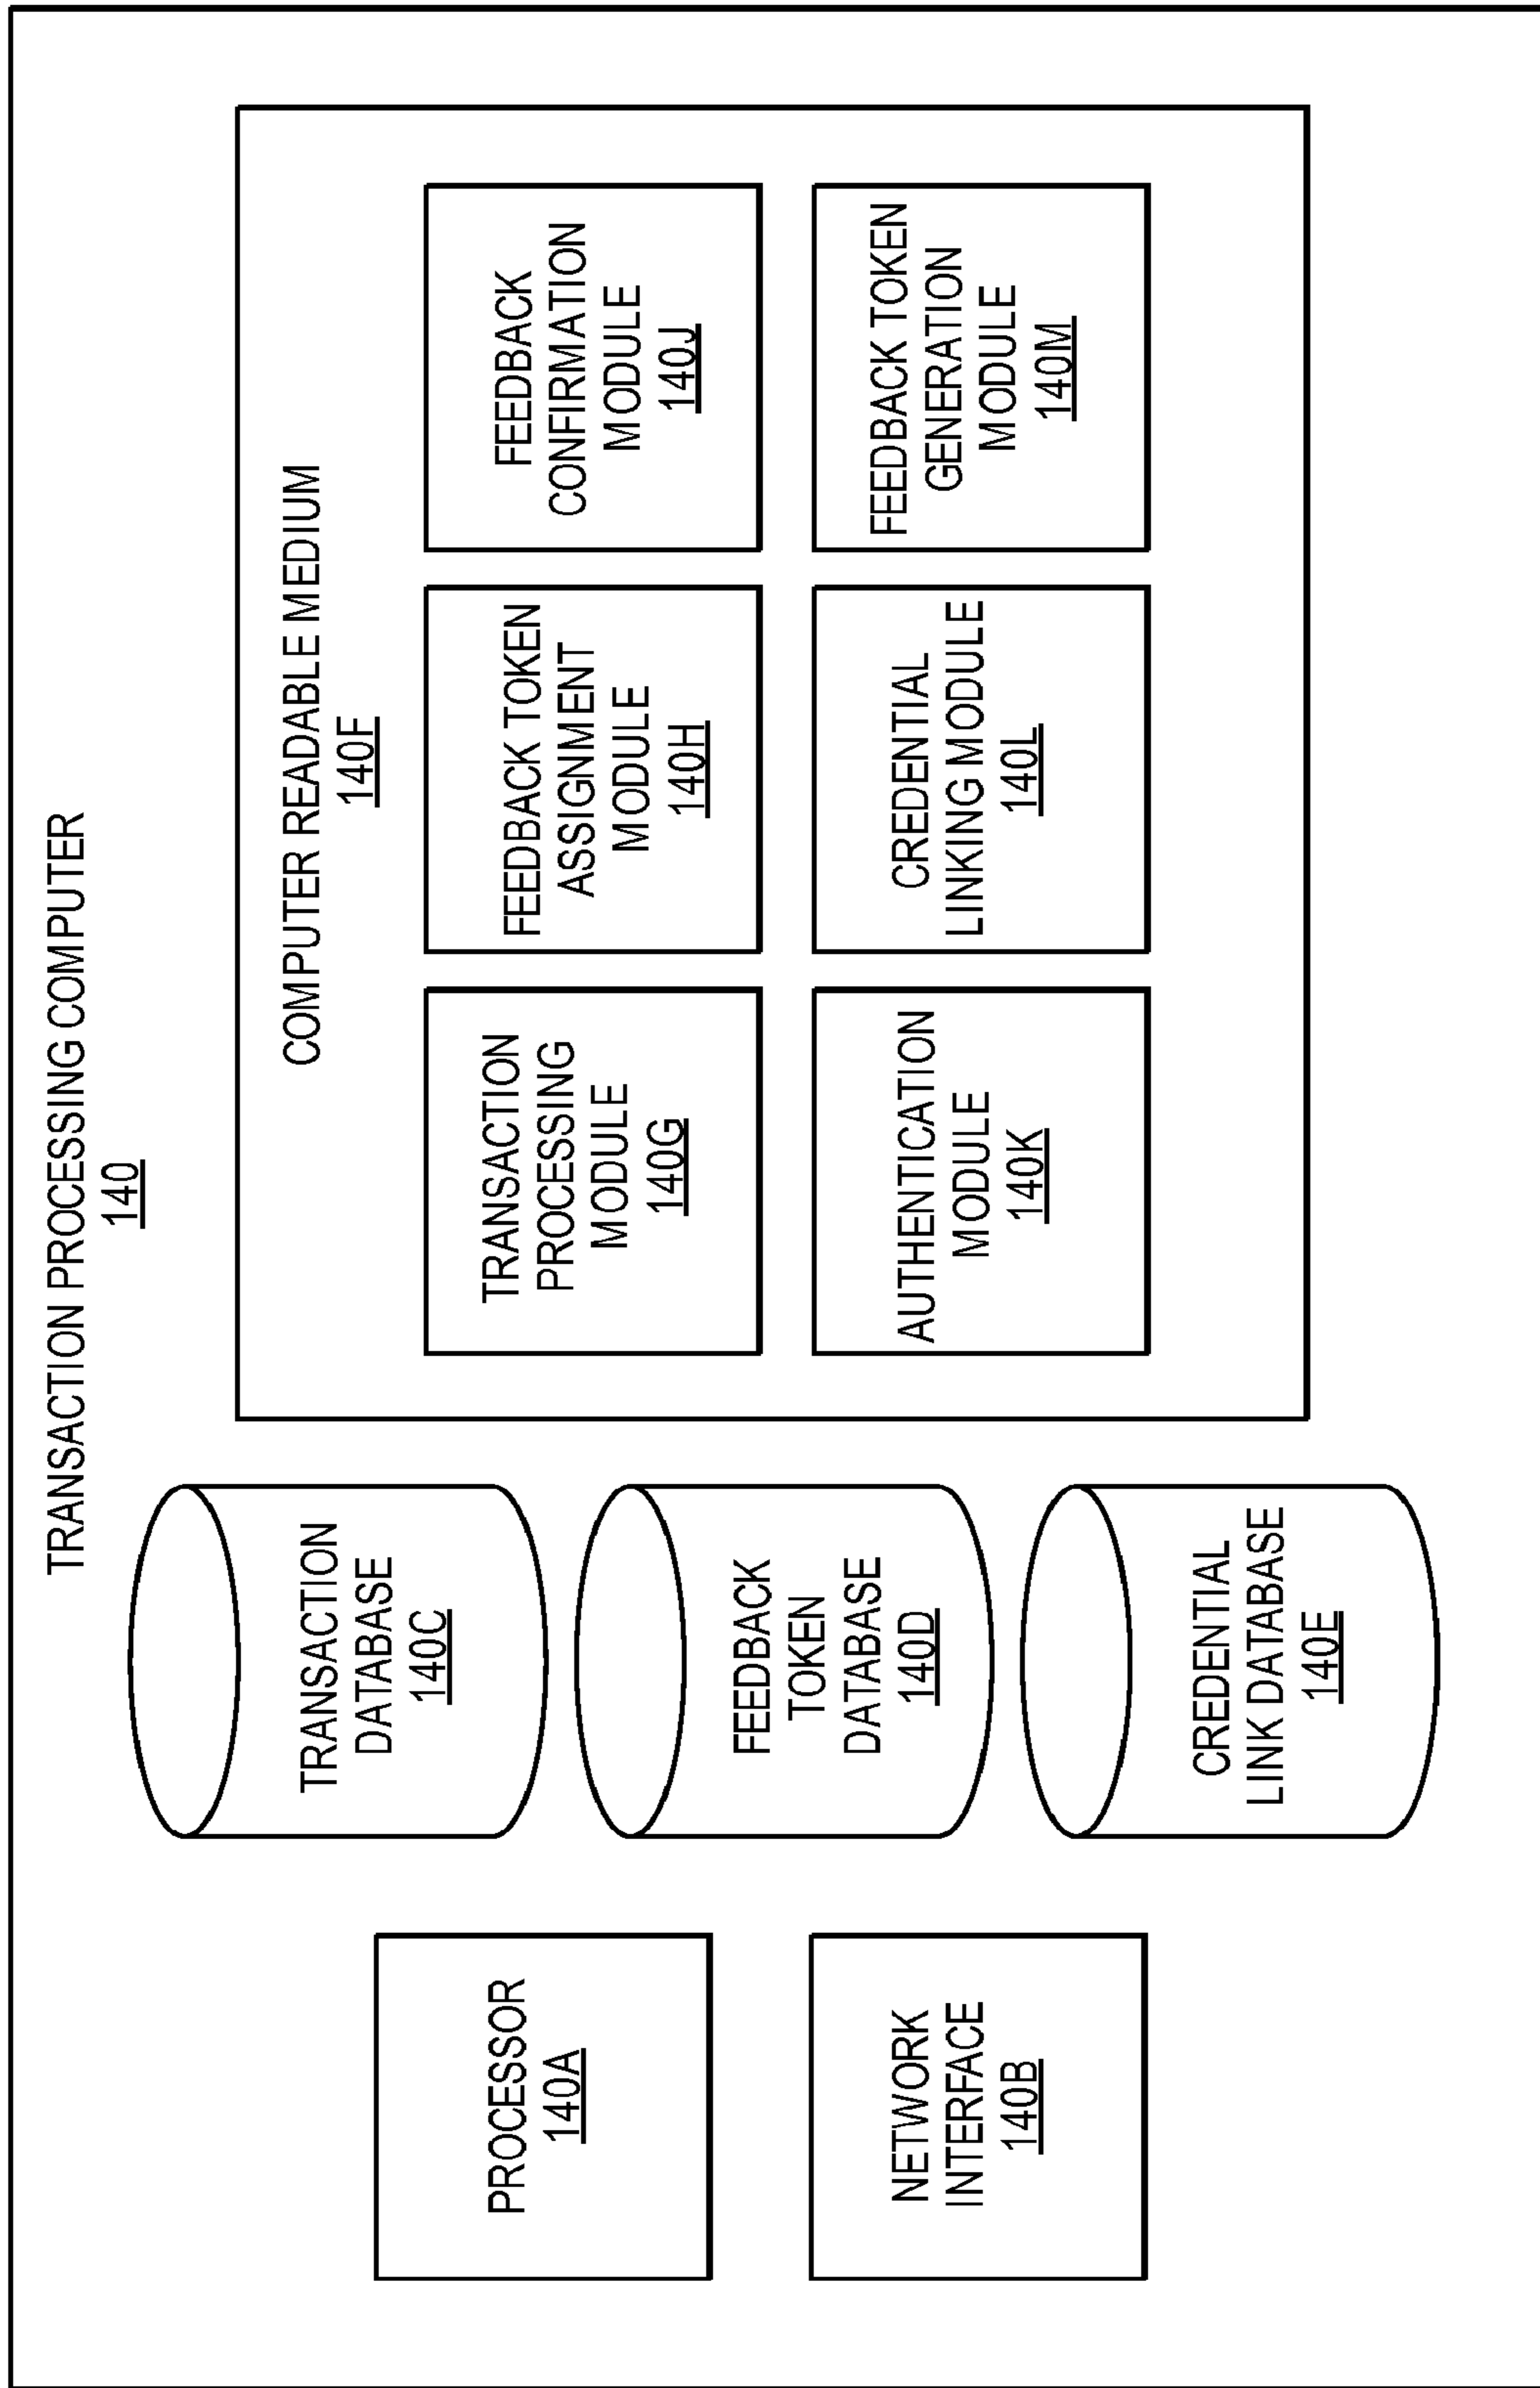 TRANSACTION PROCESSING COMPUTER
140
PROCESSOR
140A
NETWORK
INTERFACE
140B
TRANSACTION
DATABASE
140C
FEEDBACK
TOKEN
DATABASE
140D
CREDENTIAL
LINK DATABASE
140E
COMPUTER READABLE MEDIUM
140F
TRANSACTION
PROCESSING
MODULE
140G
FEEDBACK TOKEN
ASSIGNMENT
MODULE
140H
FEEDBACK
CONFIRMATION
MODULE
140J
AUTHENTICATION
MODULE
140K
CREDENTIAL
LINKING MODULE
140L
FEEDBACK TOKEN
GENERATION
MODULE
140M